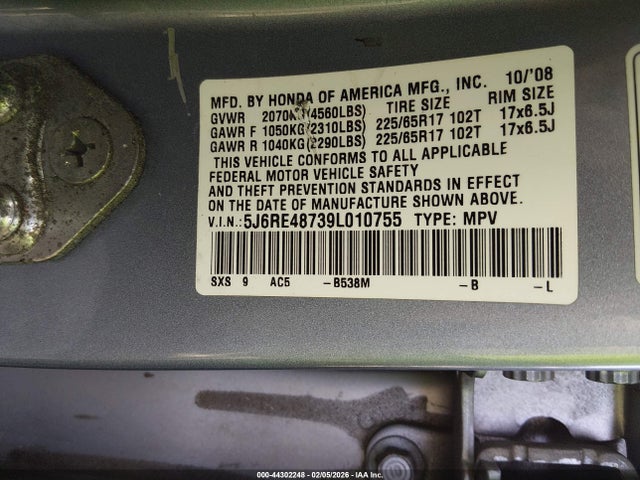 MFD. BY HONDA OF AMERICA MFG., INC. 10/'08
GVWR 2070KG(4560LBS) TIRE SIZE RIM SIZE
GAWR F 1050KG(2310LBS) 225/65R17 102T 17x6.5J
GAWR R 1040KG(2290LBS) 225/65R17 102T 17x6.5J
THIS VEHICLE CONFORMS TO ALL APPLICABLE
FEDERAL MOTOR VEHICLE SAFETY
AND THEFT PREVENTION STANDARDS IN EFFECT
ON THE DATE OF MANUFACTURE SHOWN ABOVE.
V.I.N.:5J6RE48739L010755 TYPE: MPV
SXS 9 AC5 -B538M -B -L
000-44302248 - 02/05/2026 - IAA Inc.